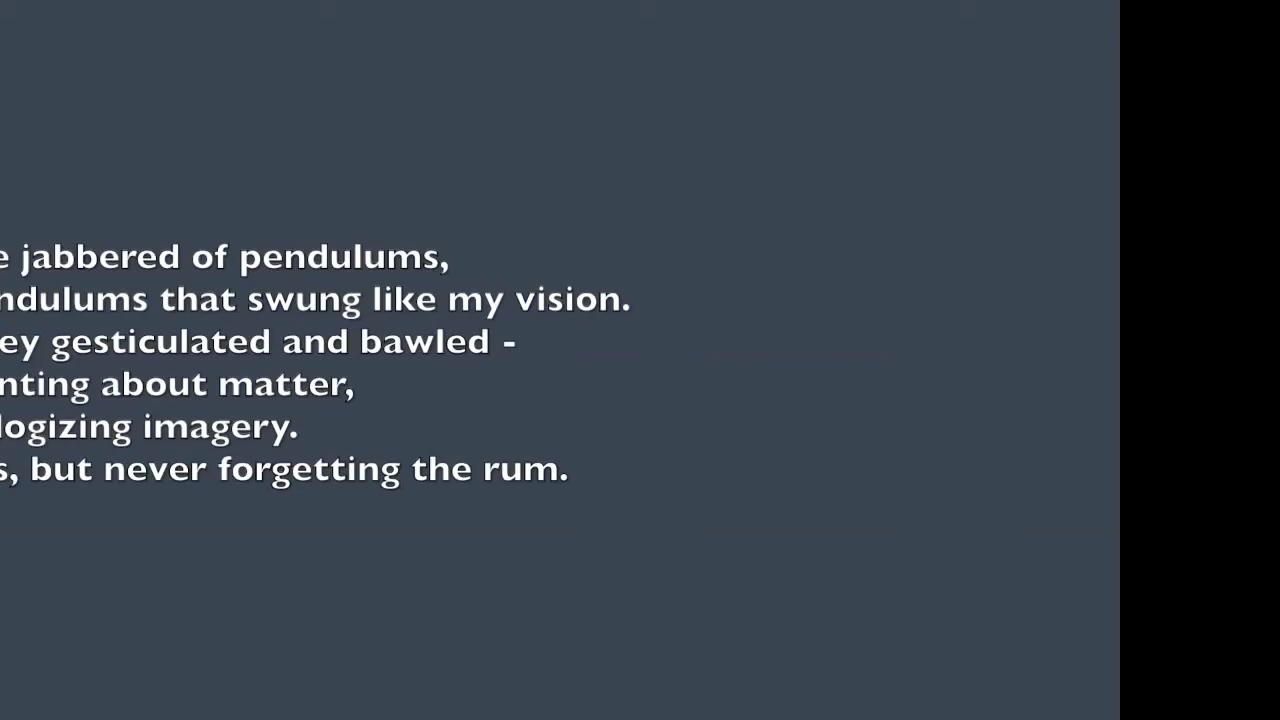 e jabbered of pendulums,
ndulums that swung like my vision.
ey gesticulated and bawled -
nting about matter,
logizing imagery.
s, but never forgetting the rum.